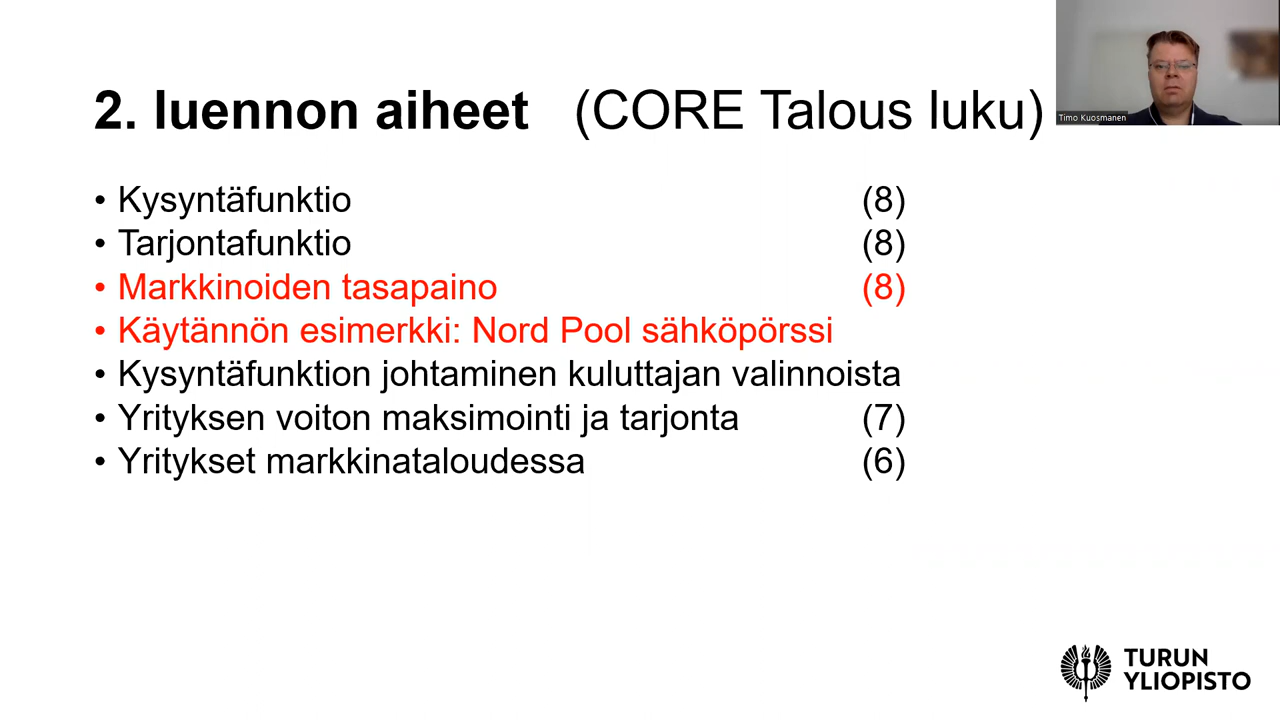 2. luennon aiheet (CORE Talous luku)
Timo Kuosmanen
• Kysyntäfunktio (8)
• Tarjontafunktio (8)
• Markkinoiden tasapaino (8)
• Käytännön esimerkki: Nord Pool sähköpörssi
• Kysyntäfunktion johtaminen kuluttajan valinnoista
• Yrityksen voiton maksimointi ja tarjonta (7)
• Yritykset markkinataloudessa (6)
TURUN
YLIOPISTO